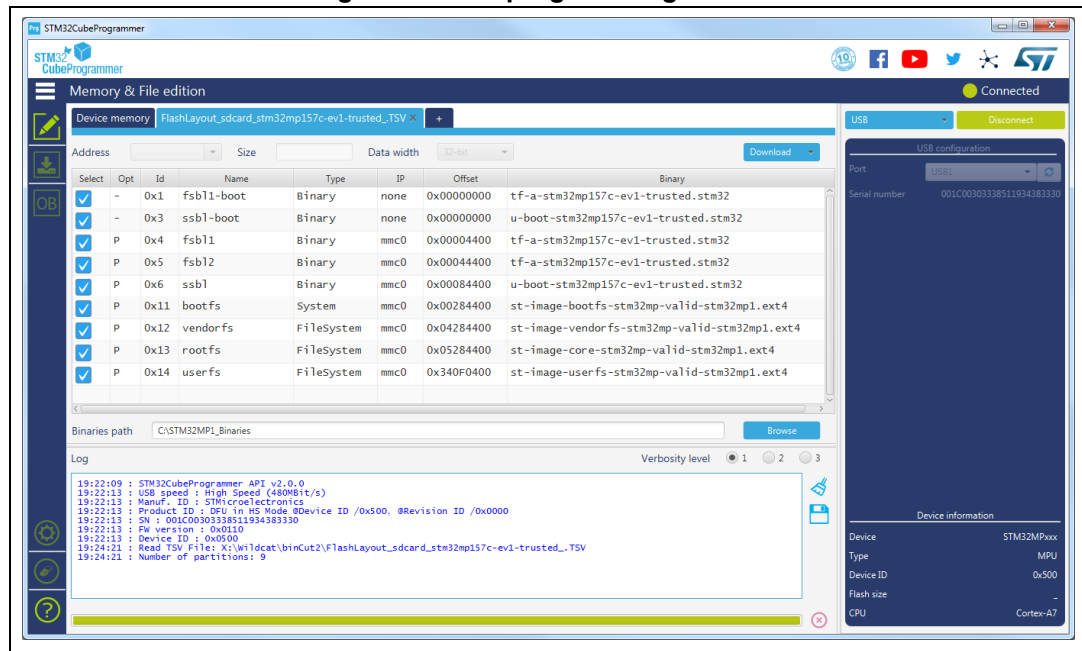 Prg STM32CubeProgrammer
STM32
CubeProgrammer
10
Memory & File edition
Connected
Device memory FlashLayout_sdcard_stm32mp157c-ev1-trusted_.TSV × +
USB Disconnect
Address Size Data width 32-bit Download
USB configuration
Port USB1
Serial number 001C00303338511934383330
Select Opt Id Name Type IP Offset Binary
- 0x1 fsbl1-boot Binary none 0x00000000 tf-a-stm32mp157c-ev1-trusted.stm32
- 0x3 ssbl-boot Binary none 0x00000000 u-boot-stm32mp157c-ev1-trusted.stm32
P 0x4 fsbl1 Binary mmc0 0x00004400 tf-a-stm32mp157c-ev1-trusted.stm32
P 0x5 fsbl2 Binary mmc0 0x00044400 tf-a-stm32mp157c-ev1-trusted.stm32
P 0x6 ssbl Binary mmc0 0x00084400 u-boot-stm32mp157c-ev1-trusted.stm32
P 0x11 bootfs System mmc0 0x00284400 st-image-bootfs-stm32mp-valid-stm32mp1.ext4
P 0x12 vendorfs FileSystem mmc0 0x04284400 st-image-vendorfs-stm32mp-valid-stm32mp1.ext4
P 0x13 rootfs FileSystem mmc0 0x05284400 st-image-core-stm32mp-valid-stm32mp1.ext4
P 0x14 userfs FileSystem mmc0 0x340F0400 st-image-userfs-stm32mp-valid-stm32mp1.ext4
OB
Binaries path C:\STM32MP1_Binaries Browse
Log Verbosity level 1 2 3
19:22:09 : STM32CubeProgrammer API v2.0.0
19:22:13 : USB speed : High Speed (480MBit/s)
19:22:13 : Manuf. ID : STMicroelectronics
19:22:13 : Product ID : DFU in HS Mode @Device ID /0x500, @Revision ID /0x0000
19:22:13 : SN : 001C00303338511934383330
19:22:13 : FW version : 0x0110
19:22:13 : Device ID : 0x0500
19:24:21 : Read TSV File: X:\Wildcat\binCut2\FlashLayout_sdcard_stm32mp157c-ev1-trusted_.TSV
19:24:21 : Number of partitions: 9
Device information
Device STM32MPxxx
Type MPU
Device ID 0x500
Flash size _
CPU Cortex-A7